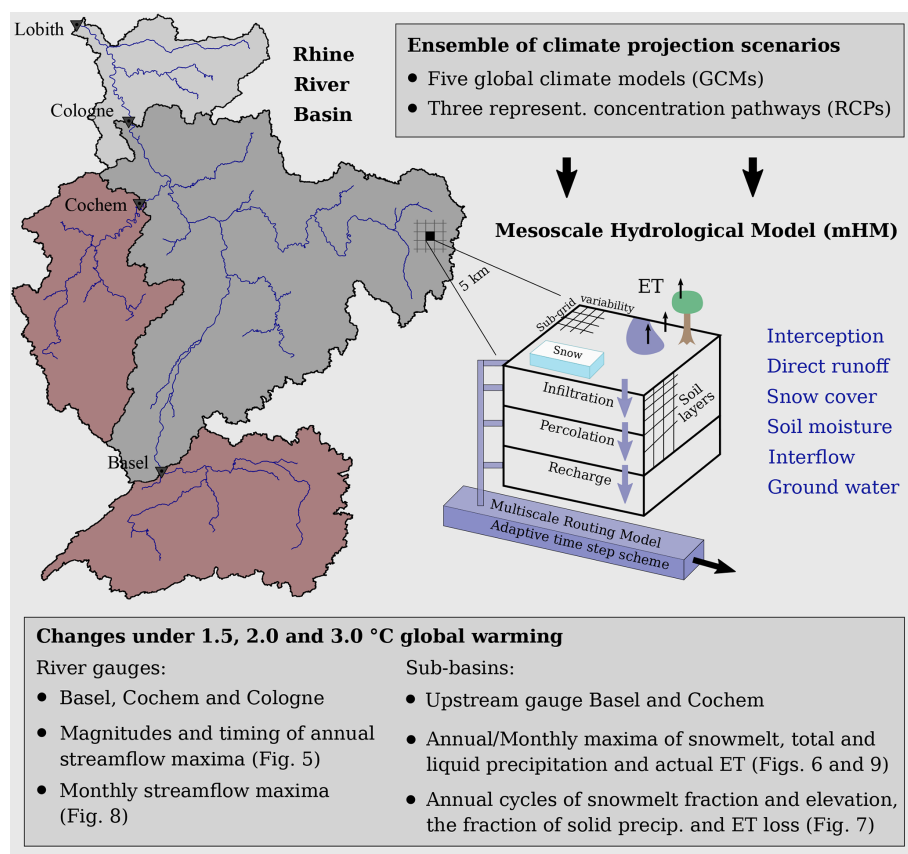 Lobith
Rhine
River
Basin
Cologne
Cochem
Basel
Ensemble of climate projection scenarios
● Five global climate models (GCMs)
● Three represent. concentration pathways (RCPs)
Mesoscale Hydrological Model (mHM)
5 km
Sub-grid variability
ET
Snow
Infiltration
Percolation
Recharge
Soil
layers
Multiscale Routing Model
Adaptive time step scheme
Interception
Direct runoff
Snow cover
Soil moisture
Interflow
Ground water
Changes under 1.5, 2.0 and 3.0 °C global warming
River gauges:
● Basel, Cochem and Cologne
● Magnitudes and timing of annual
streamflow maxima (Fig. 5)
● Monthly streamflow maxima
(Fig. 8)
Sub-basins:
● Upstream gauge Basel and Cochem
● Annual/Monthly maxima of snowmelt, total and
liquid precipitation and actual ET (Figs. 6 and 9)
● Annual cycles of snowmelt fraction and elevation,
the fraction of solid precip. and ET loss (Fig. 7)